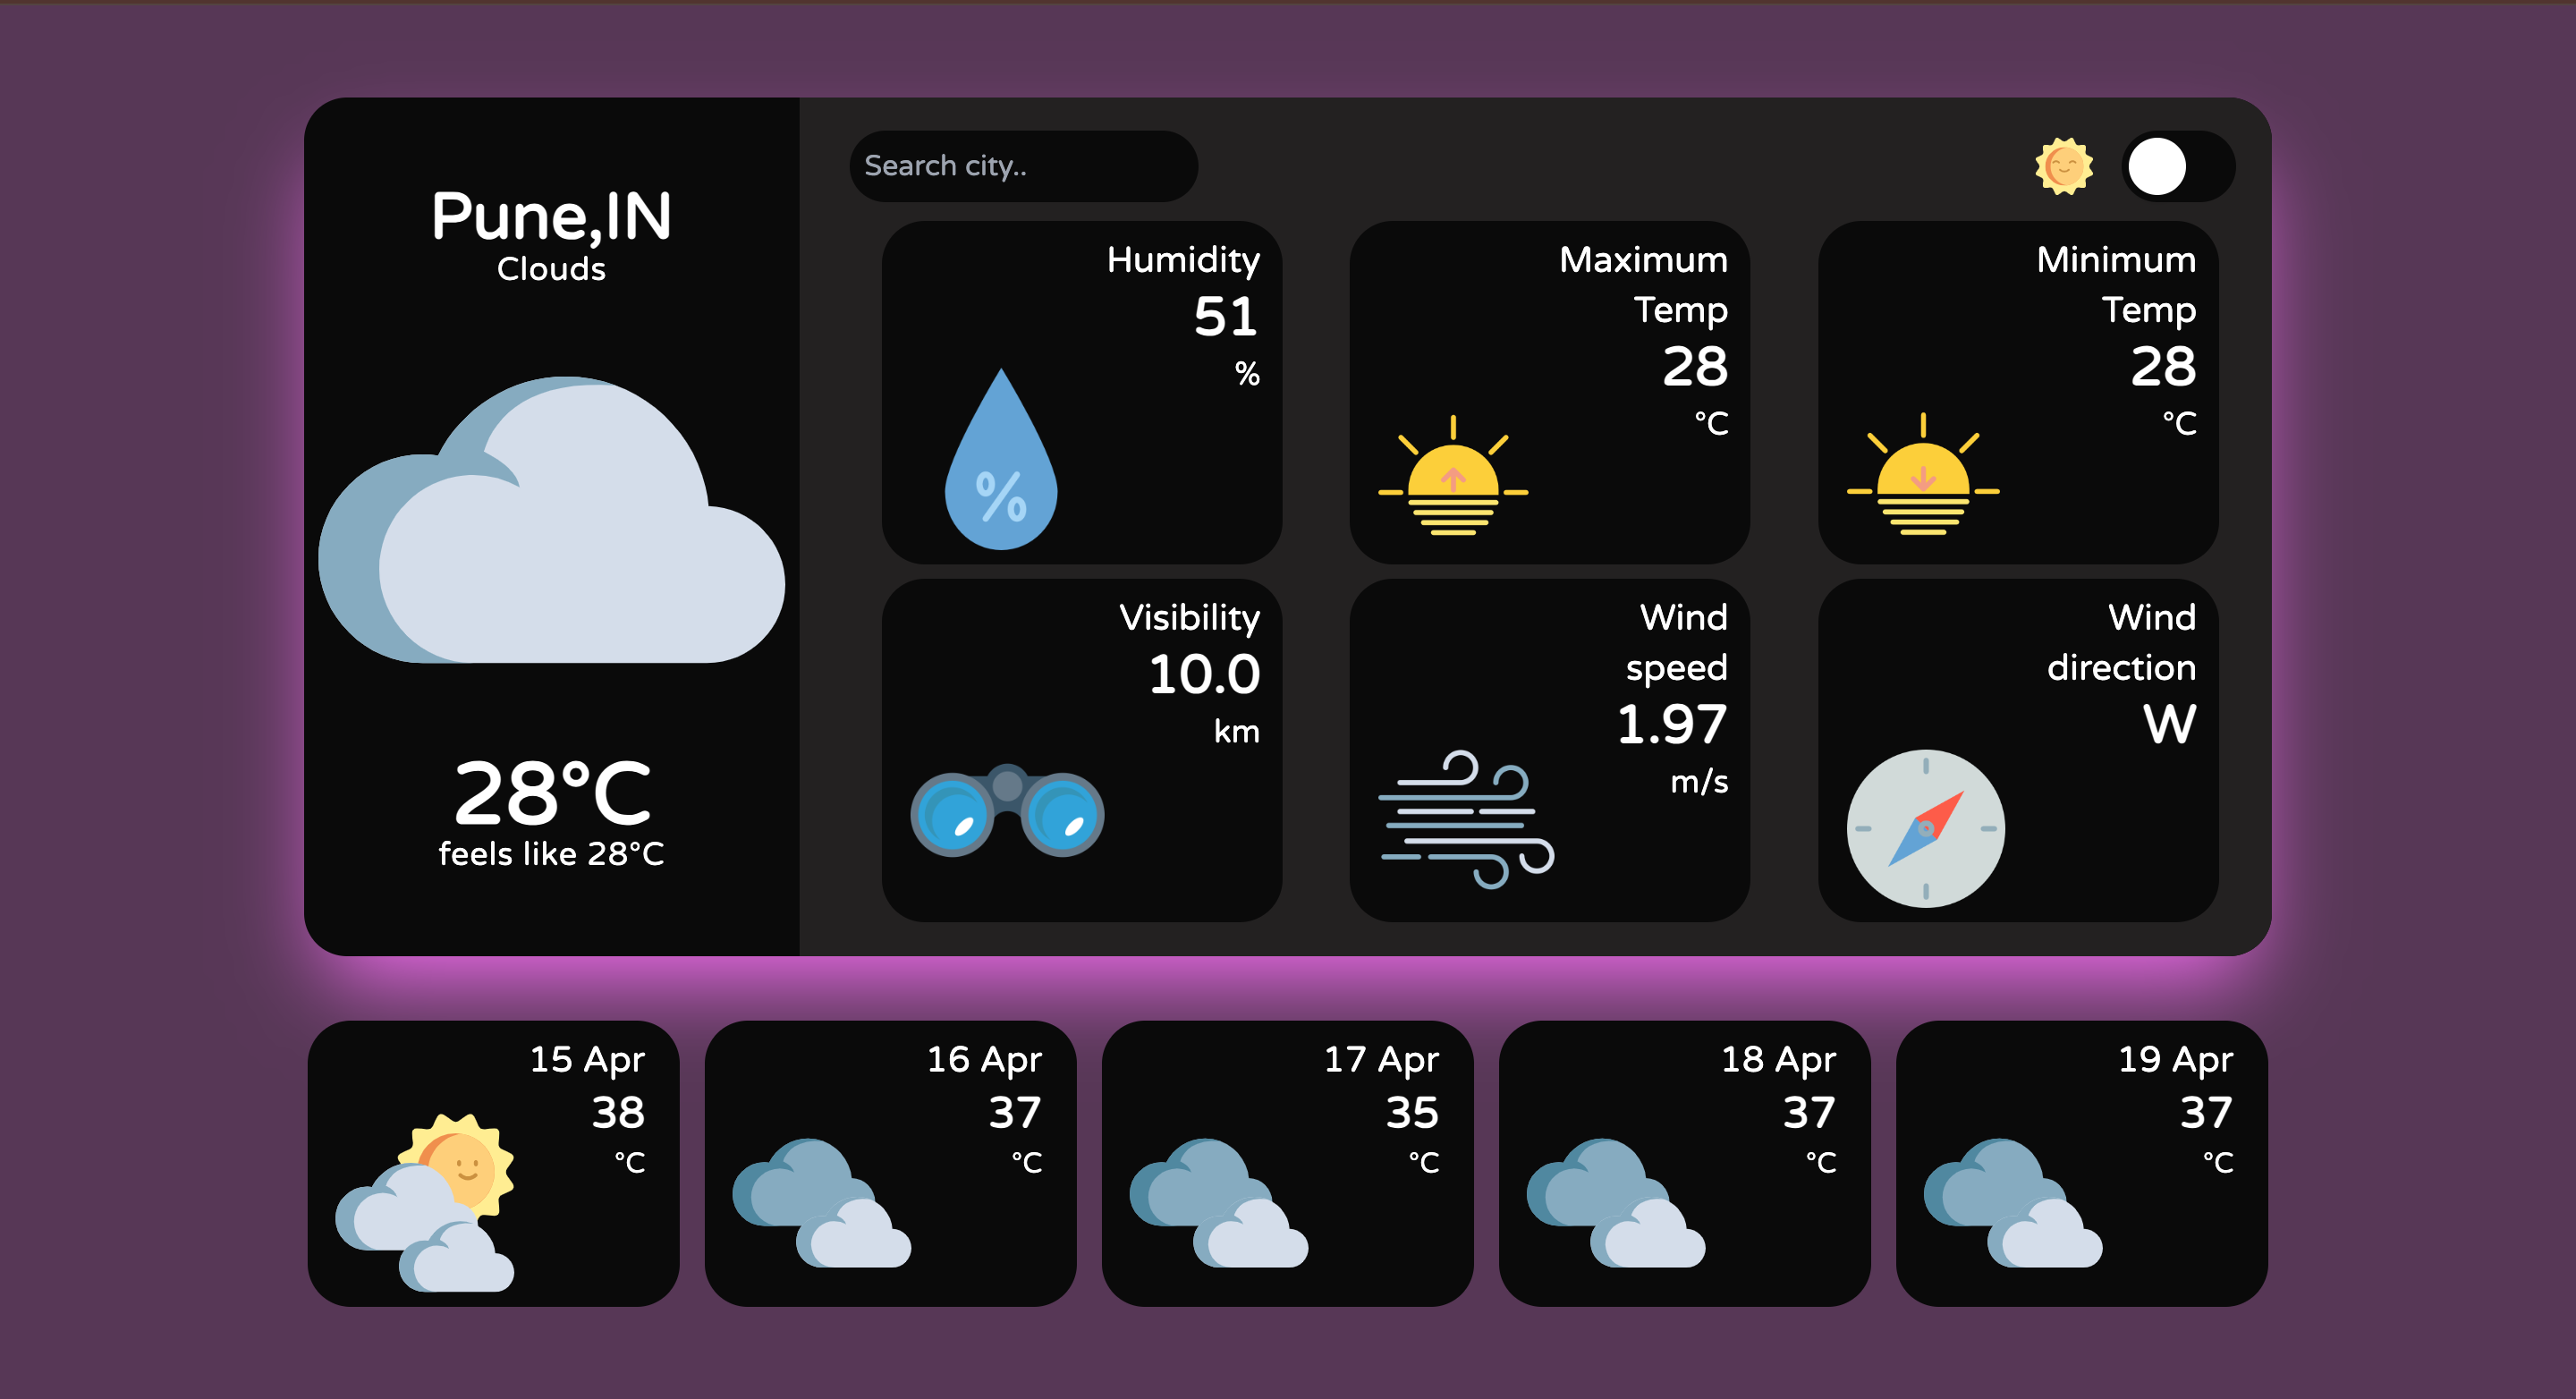 Pune,IN
Clouds
28°C
feels like 28°C
Search city..
Humidity
51
%
Maximum
Temp
28
°C
Minimum
Temp
28
°C
Visibility
10.0
km
Wind
speed
1.97
m/s
Wind
direction
W
15 Apr
38
°C
16 Apr
37
°C
17 Apr
35
°C
18 Apr
37
°C
19 Apr
37
°C